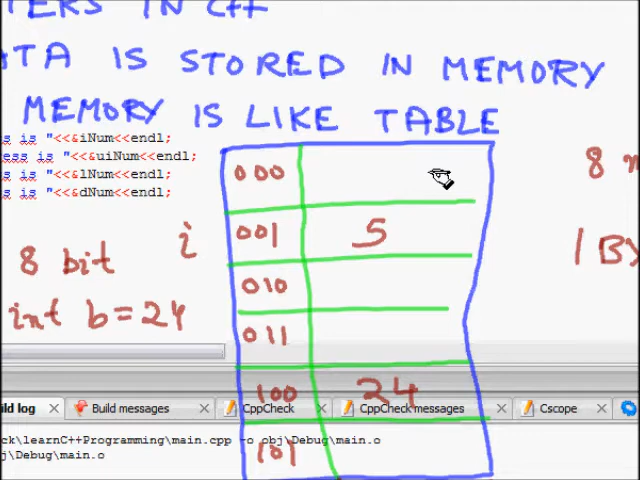 TERS IN C++
ATA IS STORED IN MEMORY
MEMORY IS LIKE TABLE
s is "<<&iNum<<endl;
ess is "<<&uiNum<<endl;
s is "<<&lNum<<endl;
s is "<<&dNum<<endl;
000
8
i 001 5
1 BY
8 bit
010
int b=24
011
100 24
ld log
Build messages
CppCheck
CppCheck messages
Cscope
ck\learnC++Programming\main.cpp -o obj\Debug\main.o
j\Debug\main.o
101